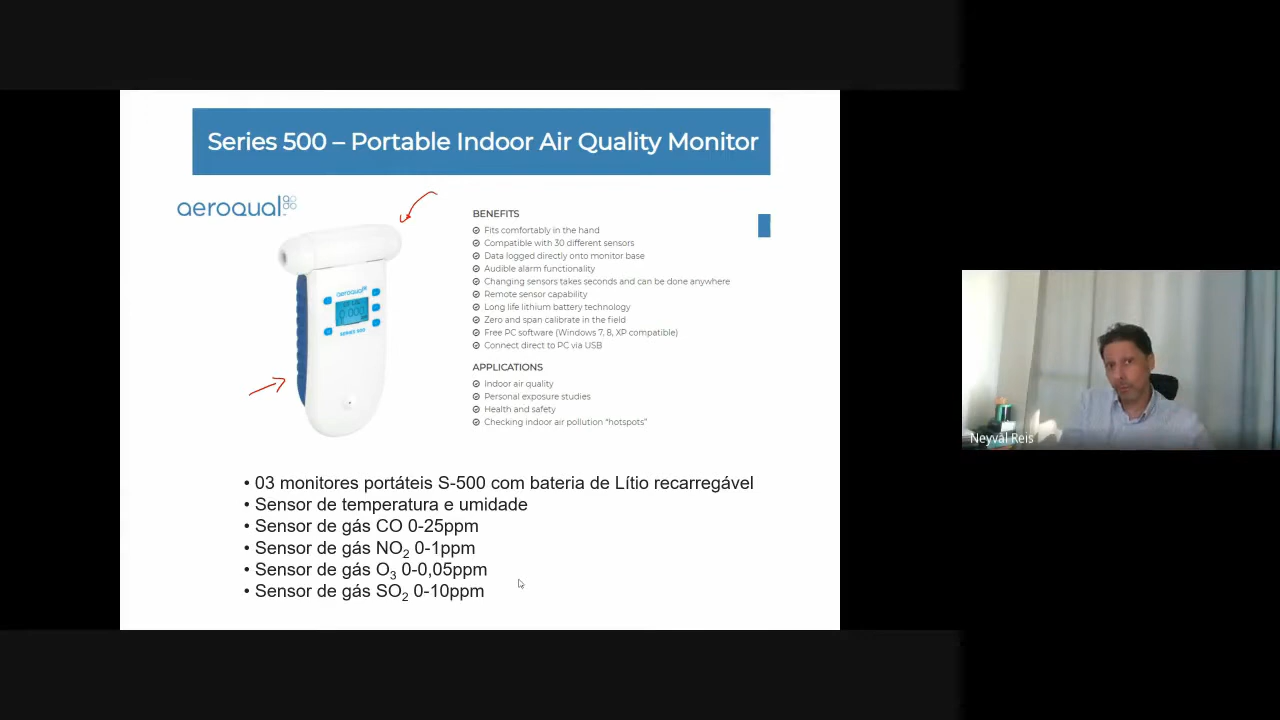 Series 500 – Portable Indoor Air Quality Monitor
aeroqual
BENEFITS
Fits comfortably in the hand
Compatible with 30 different sensors
Data logged directly onto monitor base
Audible alarm functionality
Changing sensors takes seconds and can be done anywhere
Remote sensor capability
Long life lithium battery technology
Zero and span calibrate in the field
Free PC software (Windows 7, 8, XP compatible)
Connect direct to PC via USB
APPLICATIONS
Indoor air quality
Personal exposure studies
Health and safety
Checking indoor air pollution “hotspots”
aeroqual
0.000
SERIES 500
• 03 monitores portáteis S-500 com bateria de Lítio recarregável
• Sensor de temperatura e umidade
• Sensor de gás CO 0-25ppm
• Sensor de gás NO₂ 0-1ppm
• Sensor de gás O₃ 0-0,05ppm
• Sensor de gás SO₂ 0-10ppm
Neyval Reis